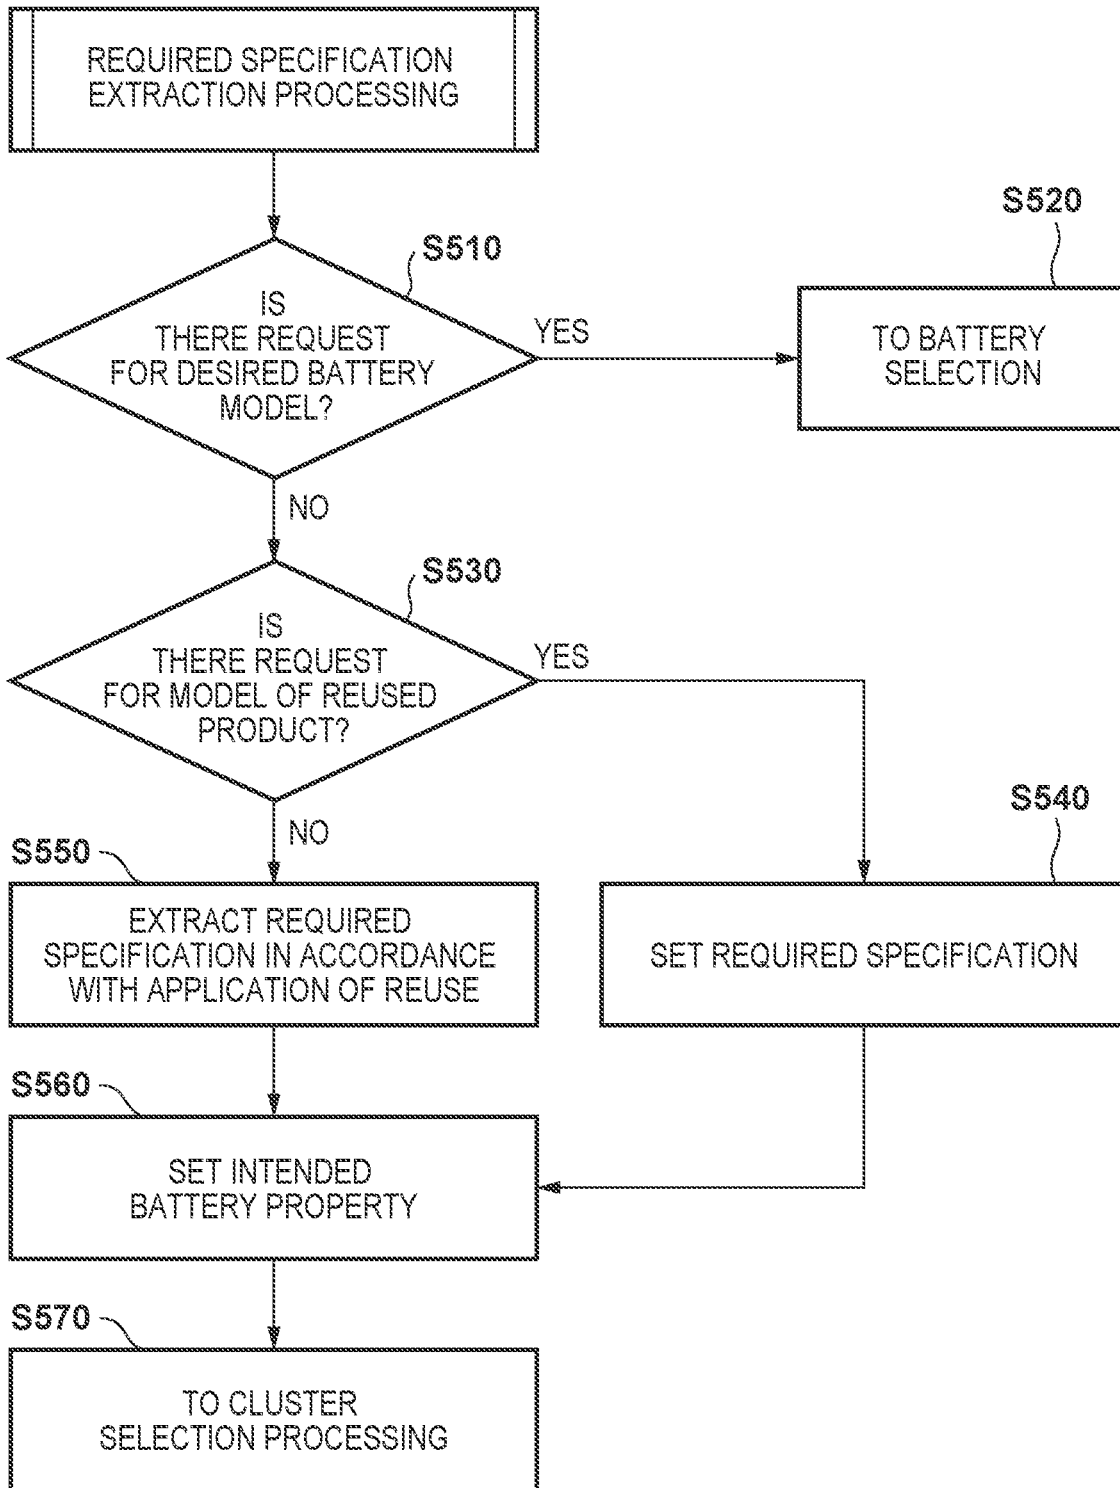 REQUIRED SPECIFICATION
EXTRACTION PROCESSING
S510
S520
IS
THERE REQUEST
FOR DESIRED BATTERY
MODEL?
YES
TO BATTERY
SELECTION
NO
S530
IS
THERE REQUEST
FOR MODEL OF REUSED
PRODUCT?
YES
NO
S540
S550
EXTRACT REQUIRED
SPECIFICATION IN ACCORDANCE
WITH APPLICATION OF REUSE
SET REQUIRED SPECIFICATION
S560
SET INTENDED
BATTERY PROPERTY
S570
TO CLUSTER
SELECTION PROCESSING